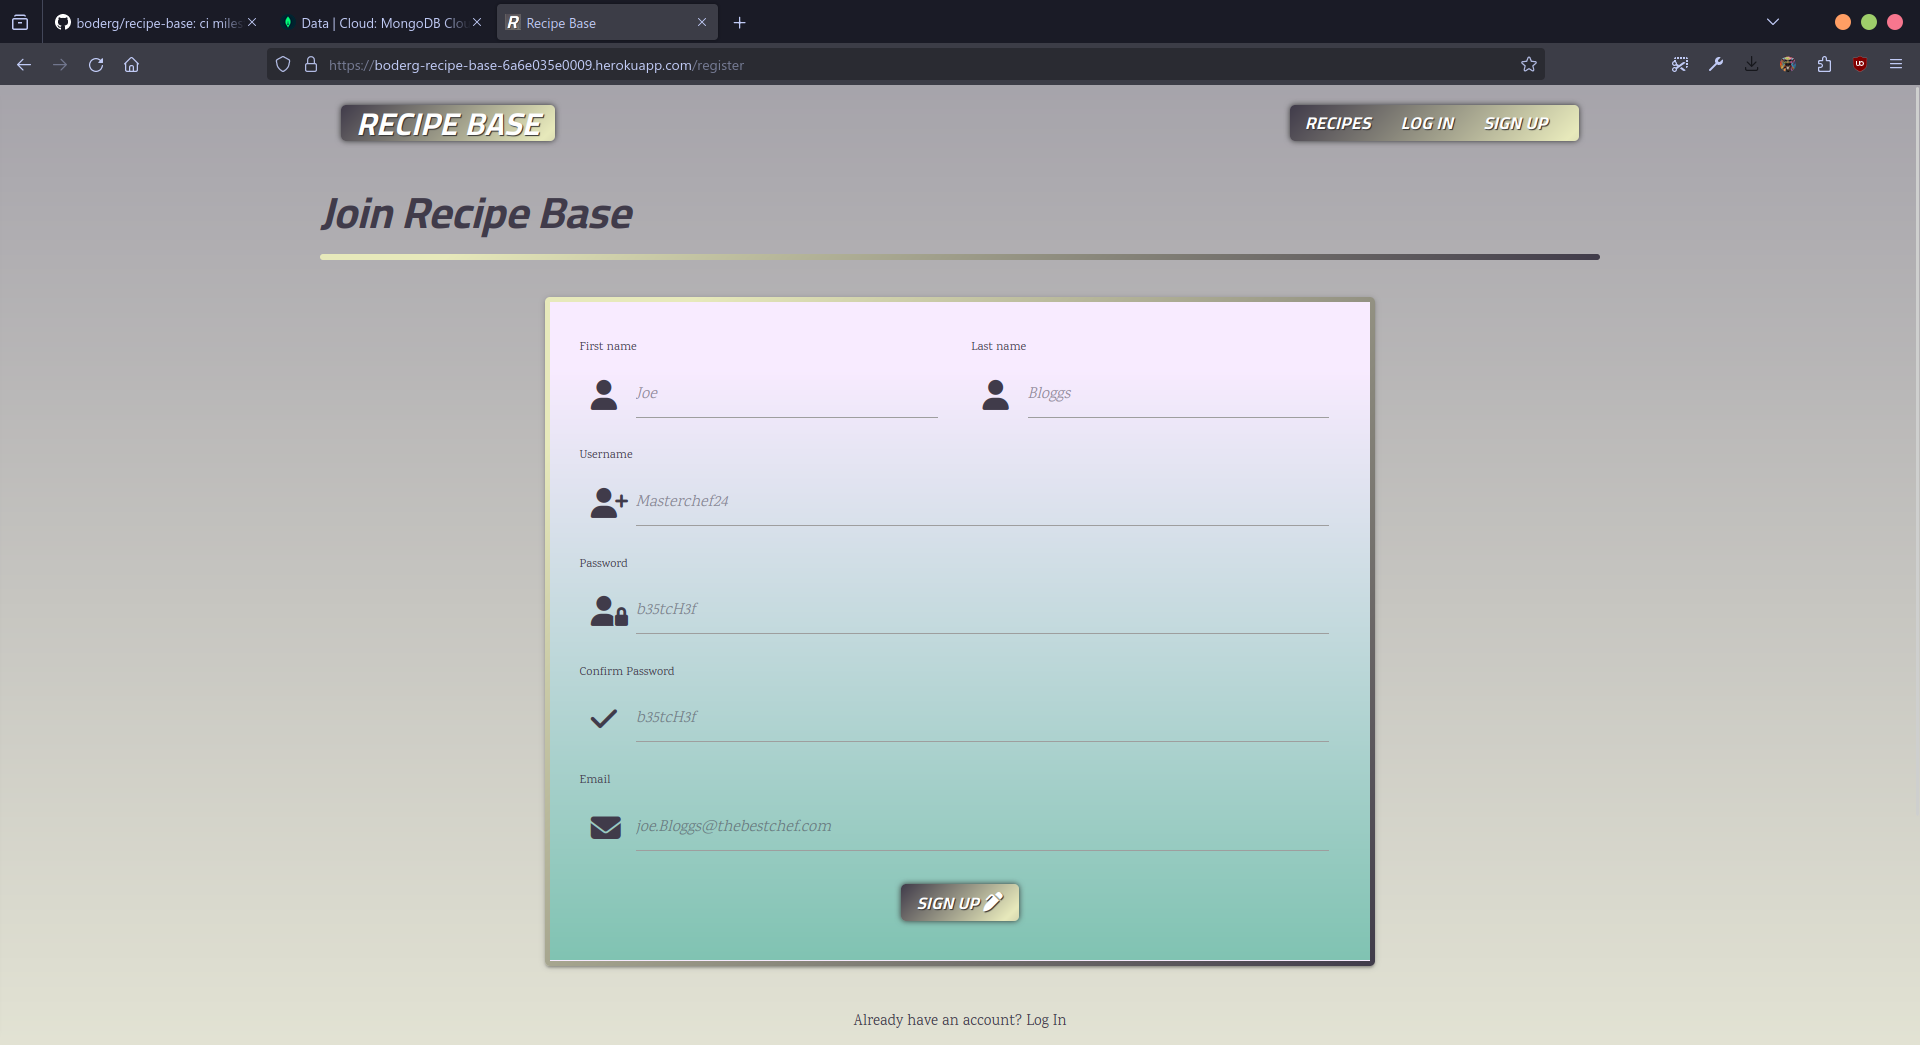 boderg/recipe-base: ci miles
Data | Cloud: MongoDB Clou
Recipe Base
https://boderg-recipe-base-6a6e035e0009.herokuapp.com/register
RECIPE BASE
RECIPES LOG IN SIGN UP
Join Recipe Base
First name Last name
Joe Bloggs
Username
Masterchef24
Password
b35tcH3f
Confirm Password
b35tcH3f
Email
joe.Bloggs@thebestchef.com
SIGN UP
Already have an account? Log In